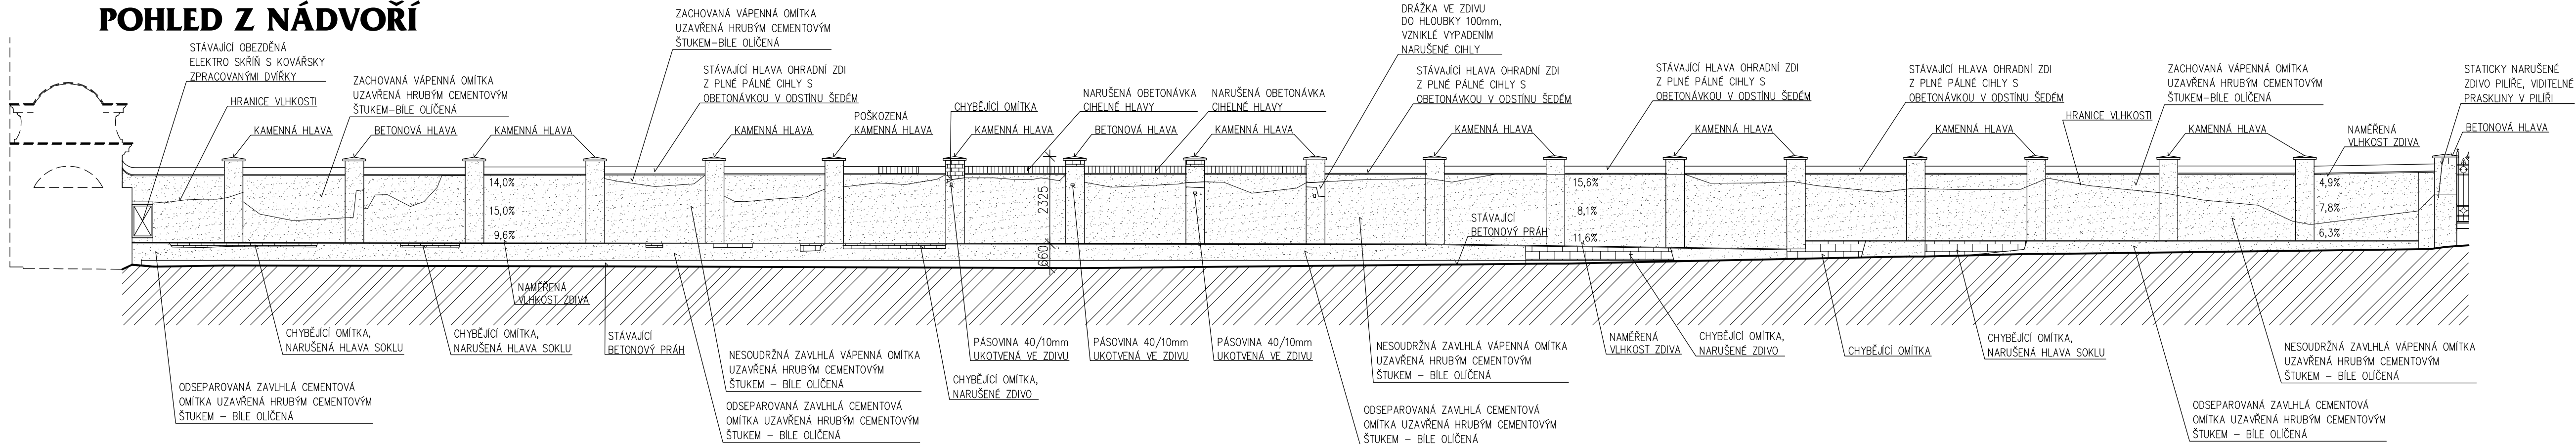 POHLED Z NÁDVOŘÍ
STÁVAJÍCÍ OBEZDĚNÁ
ELEKTRO SKŘÍŇ S KOVÁŘSKY
ZPRACOVANÝMI DVÍŘKY
HRANICE VLHKOSTI
ZACHOVANÁ VÁPENNÁ OMÍTKA
UZAVŘENÁ HRUBÝM CEMENTOVÝM
ŠTUKEM-BÍLE OLÍČENÁ
ZACHOVANÁ VÁPENNÁ OMÍTKA
UZAVŘENÁ HRUBÝM CEMENTOVÝM
ŠTUKEM-BÍLE OLÍČENÁ
STÁVAJÍCÍ HLAVA OHRADNÍ ZDI
Z PLNÉ PÁLNÉ CIHLY S
OBETONÁVKOU V ODSTÍNU ŠEDÉM
CHYBĚJÍCÍ OMÍTKA
NARUŠENÁ OBETONÁVKA
CIHELNÉ HLAVY
NARUŠENÁ OBETONÁVKA
CIHELNÉ HLAVY
DRÁŽKA VE ZDIVU
DO HLOUBKY 100mm,
VZNIKLÉ VYPADENÍM
NARUŠENÉ CIHLY
STÁVAJÍCÍ HLAVA OHRADNÍ ZDI
Z PLNÉ PÁLNÉ CIHLY S
OBETONÁVKOU V ODSTÍNU ŠEDÉM
STÁVAJÍCÍ HLAVA OHRADNÍ ZDI
Z PLNÉ PÁLNÉ CIHLY S
OBETONÁVKOU V ODSTÍNU ŠEDÉM
STÁVAJÍCÍ HLAVA OHRADNÍ ZDI
Z PLNÉ PÁLNÉ CIHLY S
OBETONÁVKOU V ODSTÍNU ŠEDÉM
HRANICE VLHKOSTI
ZACHOVANÁ VÁPENNÁ OMÍTKA
UZAVŘENÁ HRUBÝM CEMENTOVÝM
ŠTUKEM-BÍLE OLÍČENÁ
STATICKY NARUŠENÉ
ZDIVO PILÍŘE, VIDITELNÉ
PRASKLINY V PILÍŘI
KAMENNÁ HLAVA
BETONOVÁ HLAVA
KAMENNÁ HLAVA
KAMENNÁ HLAVA
POŠKOZENÁ
KAMENNÁ HLAVA
KAMENNÁ HLAVA
BETONOVÁ HLAVA
KAMENNÁ HLAVA
KAMENNÁ HLAVA
KAMENNÁ HLAVA
KAMENNÁ HLAVA
KAMENNÁ HLAVA
NAMĚŘENÁ
VLHKOST ZDIVA
BETONOVÁ HLAVA
14,0%
15,0%
9,6%
2325
660
15,6%
8,1%
11,6%
4,9%
7,8%
6,3%
STÁVAJÍCÍ
BETONOVÝ PRÁH
NAMĚŘENÁ
VLHKOST ZDIVA
CHYBĚJÍCÍ OMÍTKA,
NARUŠENÁ HLAVA SOKLU
CHYBĚJÍCÍ OMÍTKA,
NARUŠENÁ HLAVA SOKLU
STÁVAJÍCÍ
BETONOVÝ PRÁH
NESOUDRŽNÁ ZAVLHLÁ VÁPENNÁ OMÍTKA
UZAVŘENÁ HRUBÝM CEMENTOVÝM
ŠTUKEM – BÍLE OLÍČENÁ
PÁSOVINA 40/10mm
UKOTVENÁ VE ZDIVU
PÁSOVINA 40/10mm
UKOTVENÁ VE ZDIVU
PÁSOVINA 40/10mm
UKOTVENÁ VE ZDIVU
NESOUDRŽNÁ ZAVLHLÁ VÁPENNÁ OMÍTKA
UZAVŘENÁ HRUBÝM CEMENTOVÝM
ŠTUKEM – BÍLE OLÍČENÁ
NAMĚŘENÁ
VLHKOST ZDIVA
CHYBĚJÍCÍ OMÍTKA,
NARUŠENÉ ZDIVO
CHYBĚJÍCÍ OMÍTKA
CHYBĚJÍCÍ OMÍTKA,
NARUŠENÁ HLAVA SOKLU
NESOUDRŽNÁ ZAVLHLÁ VÁPENNÁ OMÍTKA
UZAVŘENÁ HRUBÝM CEMENTOVÝM
ŠTUKEM – BÍLE OLÍČENÁ
ODSEPAROVANÁ ZAVLHLÁ CEMENTOVÁ
OMÍTKA UZAVŘENÁ HRUBÝM CEMENTOVÝM
ŠTUKEM – BÍLE OLÍČENÁ
ODSEPAROVANÁ ZAVLHLÁ CEMENTOVÁ
OMÍTKA UZAVŘENÁ HRUBÝM CEMENTOVÝM
ŠTUKEM – BÍLE OLÍČENÁ
CHYBĚJÍCÍ OMÍTKA,
NARUŠENÉ ZDIVO
ODSEPAROVANÁ ZAVLHLÁ CEMENTOVÁ
OMÍTKA UZAVŘENÁ HRUBÝM CEMENTOVÝM
ŠTUKEM – BÍLE OLÍČENÁ
ODSEPAROVANÁ ZAVLHLÁ CEMENTOVÁ
OMÍTKA UZAVŘENÁ HRUBÝM CEMENTOVÝM
ŠTUKEM – BÍLE OLÍČENÁ